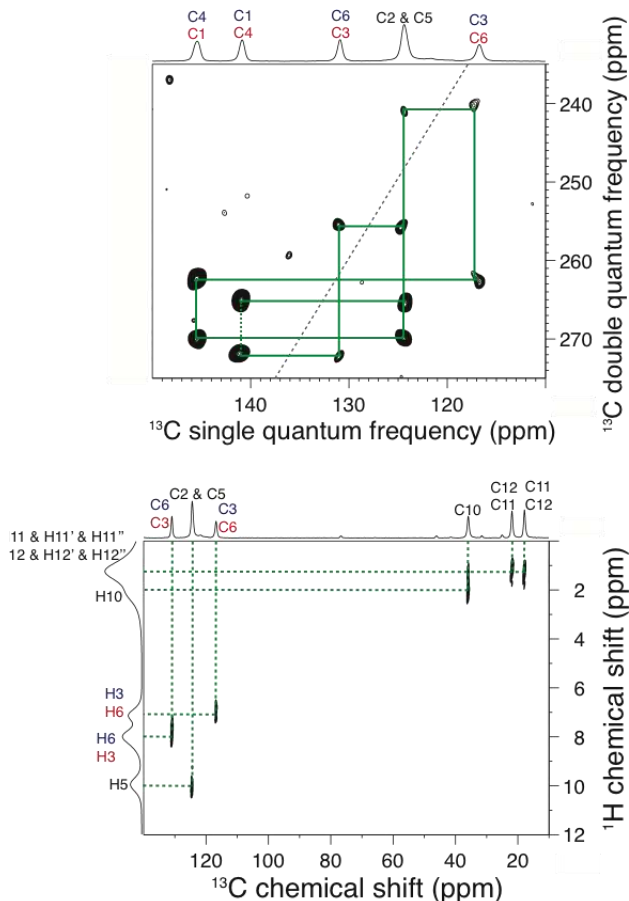 C4 C1 C6 C2 & C5 C3
C1 C4 C3 C6
240
250
260
270
140 130 120
13C single quantum frequency (ppm)
13C double quantum frequency (ppm)
C6 C2 & C5 C3
C3 C6
C10
C12 C11
C11 C12
11 & H11' & H11"
12 & H12' & H12"
H10
H3
H6
H6
H3
H5
2
4
6
8
10
12
120 100 80 60 40 20
13C chemical shift (ppm)
1H chemical shift (ppm)